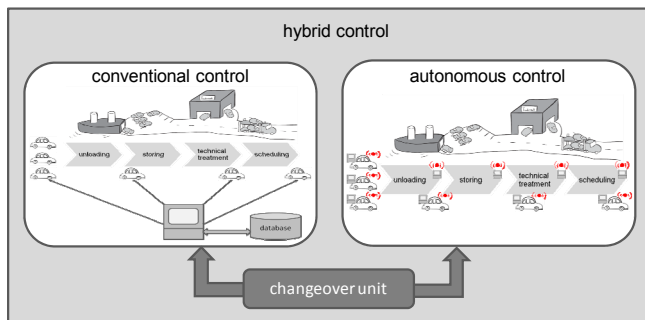 hybrid control
conventional control
unloading
storing
technical
treatment
scheduling
database
autonomous control
unloading
storing
technical
treatment
scheduling
changeover unit